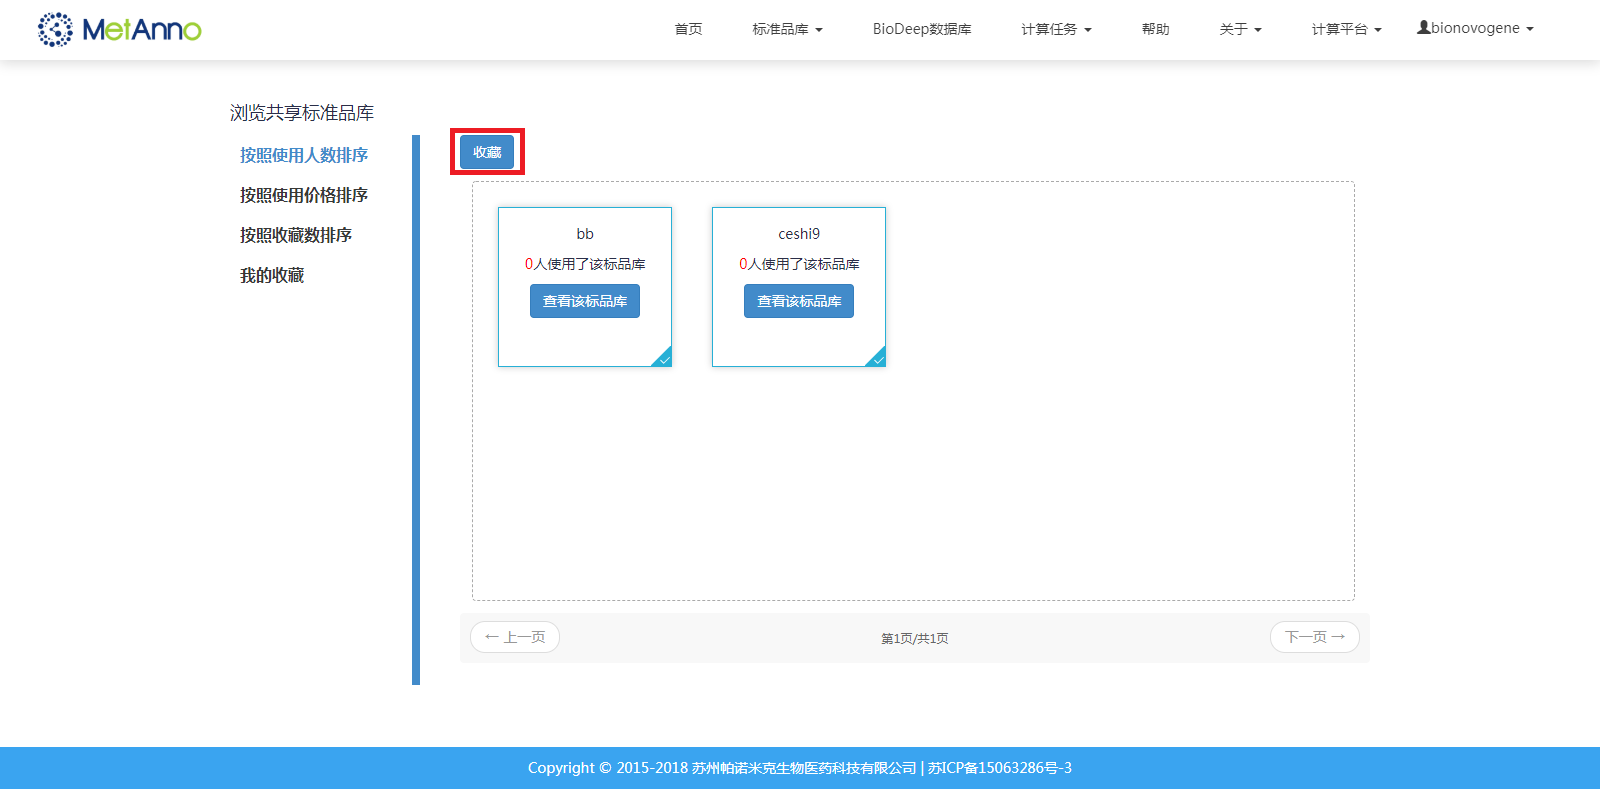 MetAnno
首页 标准品库 BioDeep数据库 计算任务 帮助 关于 计算平台 bionovogene
浏览共享标准品库
按照使用人数排序
按照使用价格排序
按照收藏数排序
我的收藏
收藏
bb
0人使用了该标品库
查看该标品库
ceshi9
0人使用了该标品库
查看该标品库
← 上一页 第1页/共1页 下一页 →
Copyright © 2015-2018 苏州帕诺米克生物医药科技有限公司 | 苏ICP备15063286号-3